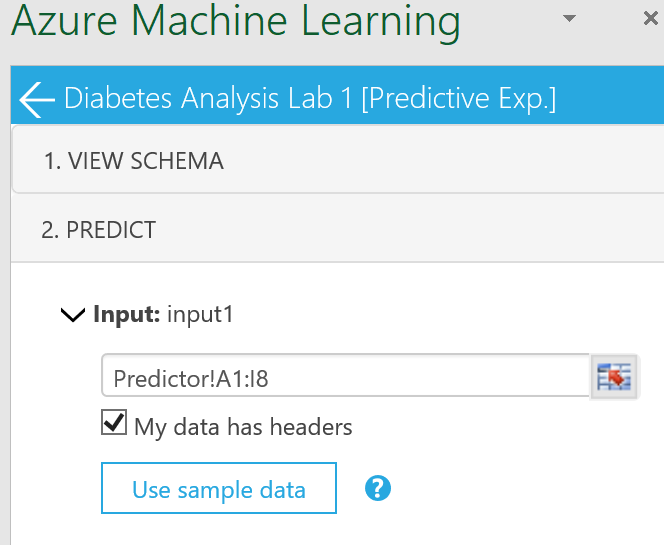 Azure Machine Learning
Diabetes Analysis Lab 1 [Predictive Exp.]
1. VIEW SCHEMA
2. PREDICT
Input: input1
Predictor!A1:I8
My data has headers
Use sample data ?